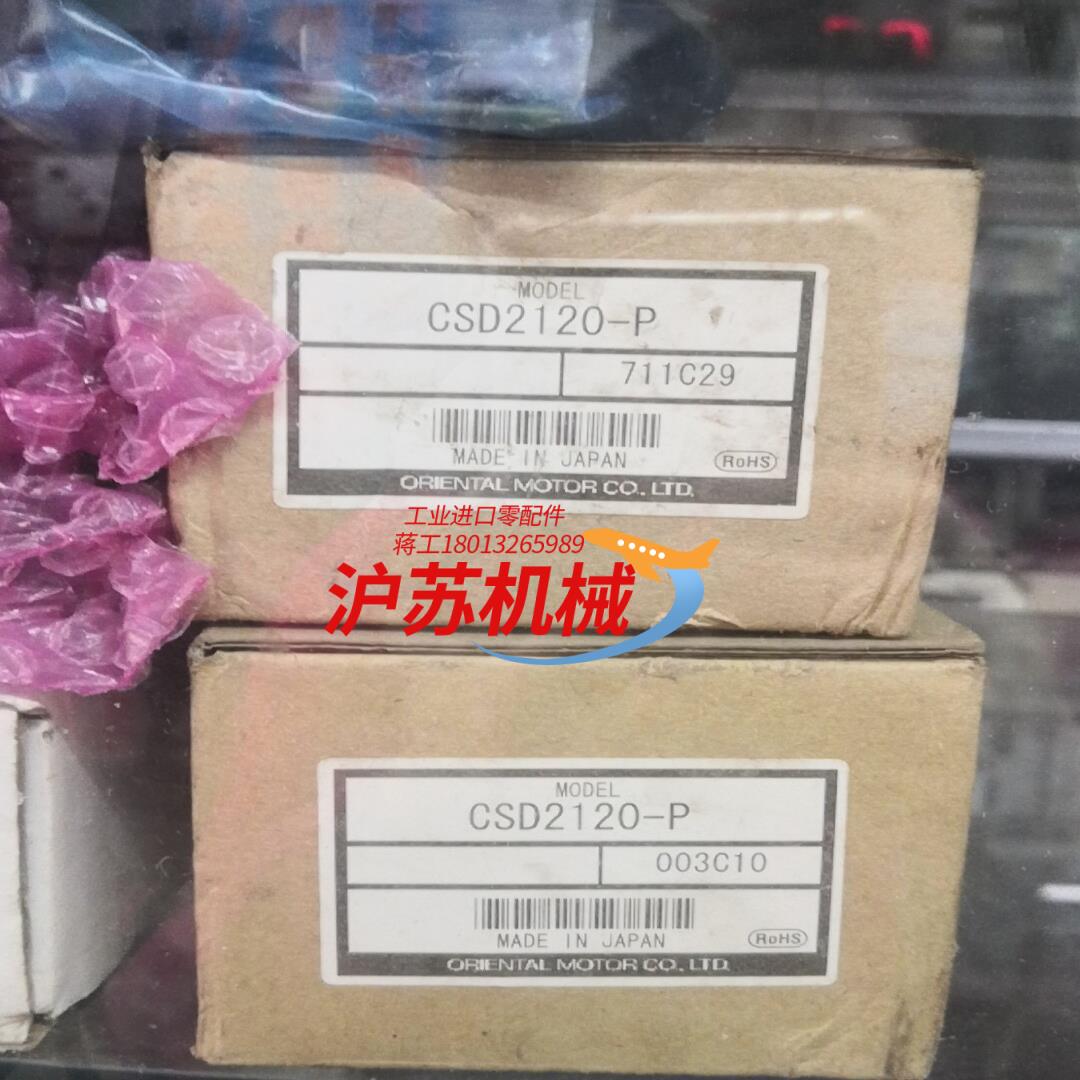 MODEL
CSD2120-P
711C29
MADE IN JAPAN
RoHS
ORIENTAL MOTOR CO., LTD.
工业进口零配件
蒋工18013265989
沪苏机械
MODEL
CSD2120-P
003C10
MADE IN JAPAN
RoHS
ORIENTAL MOTOR CO., LTD.